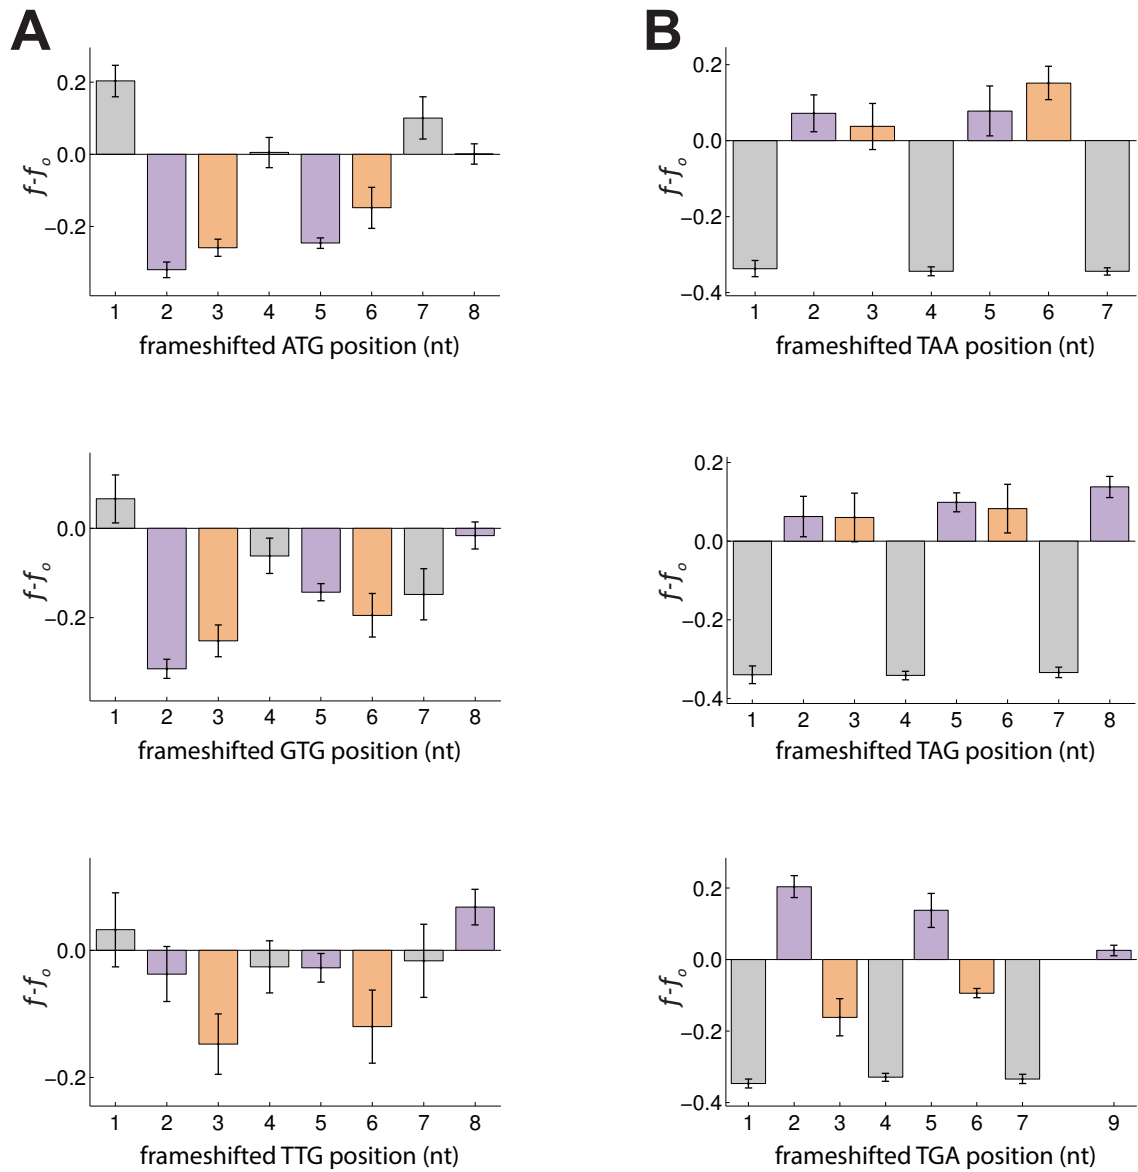 A
0.2
0.0
−0.2
f-fo
1 2 3 4 5 6 7 8
frameshifted ATG position (nt)
0.0
−0.2
f-fo
1 2 3 4 5 6 7 8
frameshifted GTG position (nt)
0.0
−0.2
f-fo
1 2 3 4 5 6 7 8
frameshifted TTG position (nt)
B
0.2
0.0
−0.2
−0.4
f-fo
1 2 3 4 5 6 7
frameshifted TAA position (nt)
0.2
0.0
−0.2
−0.4
f-fo
1 2 3 4 5 6 7 8
frameshifted TAG position (nt)
0.2
0.0
−0.2
−0.4
f-fo
1 2 3 4 5 6 7 9
frameshifted TGA position (nt)